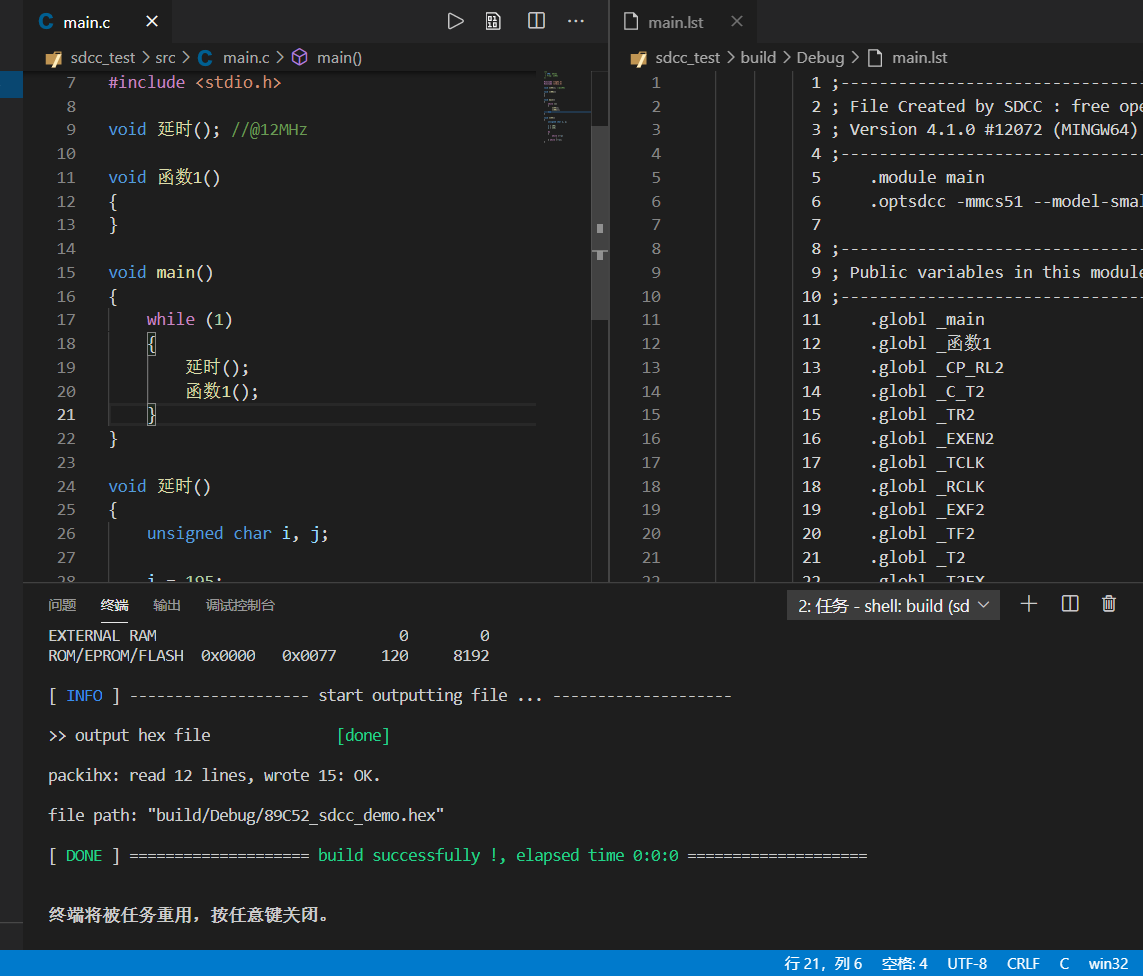 main.c
sdcc_test > src > main.c > main()
7 #include <stdio.h>
8
9 void 延时(); //@12MHz
10
11 void 函数1()
12 {
13 }
14
15 void main()
16 {
17 while (1)
18 {
19 延时();
20 函数1();
21 }
22 }
23
24 void 延时()
25 {
26 unsigned char i, j;
27
28 i = 195;
main.lst
sdcc_test > build > Debug > main.lst
1 1 ;--------------------------------
2 2 ; File Created by SDCC : free ope
3 3 ; Version 4.1.0 #12072 (MINGW64)
4 4 ;--------------------------------
5 5 .module main
6 6 .optsdcc -mmcs51 --model-smal
7 7
8 8 ;--------------------------------
9 9 ; Public variables in this module
10 10 ;--------------------------------
11 11 .globl _main
12 12 .globl _函数1
13 13 .globl _CP_RL2
14 14 .globl _C_T2
15 15 .globl _TR2
16 16 .globl _EXEN2
17 17 .globl _TCLK
18 18 .globl _RCLK
19 19 .globl _EXF2
20 20 .globl _TF2
21 21 .globl _T2
22 22 .globl _T2EX
问题 终端 输出 调试控制台
2: 任务 - shell: build (sd
EXTERNAL RAM 0 0
ROM/EPROM/FLASH 0x0000 0x0077 120 8192
[ INFO ] -------------------- start outputting file ... --------------------
>> output hex file [done]
packihx: read 12 lines, wrote 15: OK.
file path: "build/Debug/89C52_sdcc_demo.hex"
[ DONE ] ==================== build successfully !, elapsed time 0:0:0 ====================
终端将被任务重用，按任意键关闭。
行 21，列 6 空格: 4 UTF-8 CRLF C win32